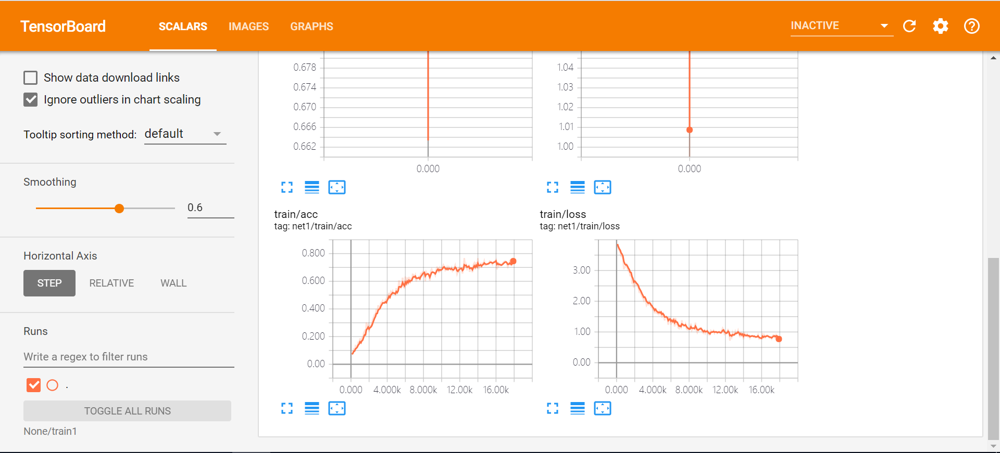 TensorBoard
SCALARS
IMAGES
GRAPHS
INACTIVE
Show data download links
Ignore outliers in chart scaling
Tooltip sorting method: default
Smoothing
0.6
Horizontal Axis
STEP
RELATIVE
WALL
Runs
Write a regex to filter runs
.
TOGGLE ALL RUNS
None/train1
0.678
0.674
0.670
0.666
0.662
0.000
1.04
1.03
1.02
1.01
1.00
0.000
train/acc
tag: net1/train/acc
0.800
0.600
0.400
0.200
0.00
0.000 4.000k 8.000k 12.00k 16.00k
train/loss
tag: net1/train/loss
3.00
2.00
1.00
0.00
0.000 4.000k 8.000k 12.00k 16.00k